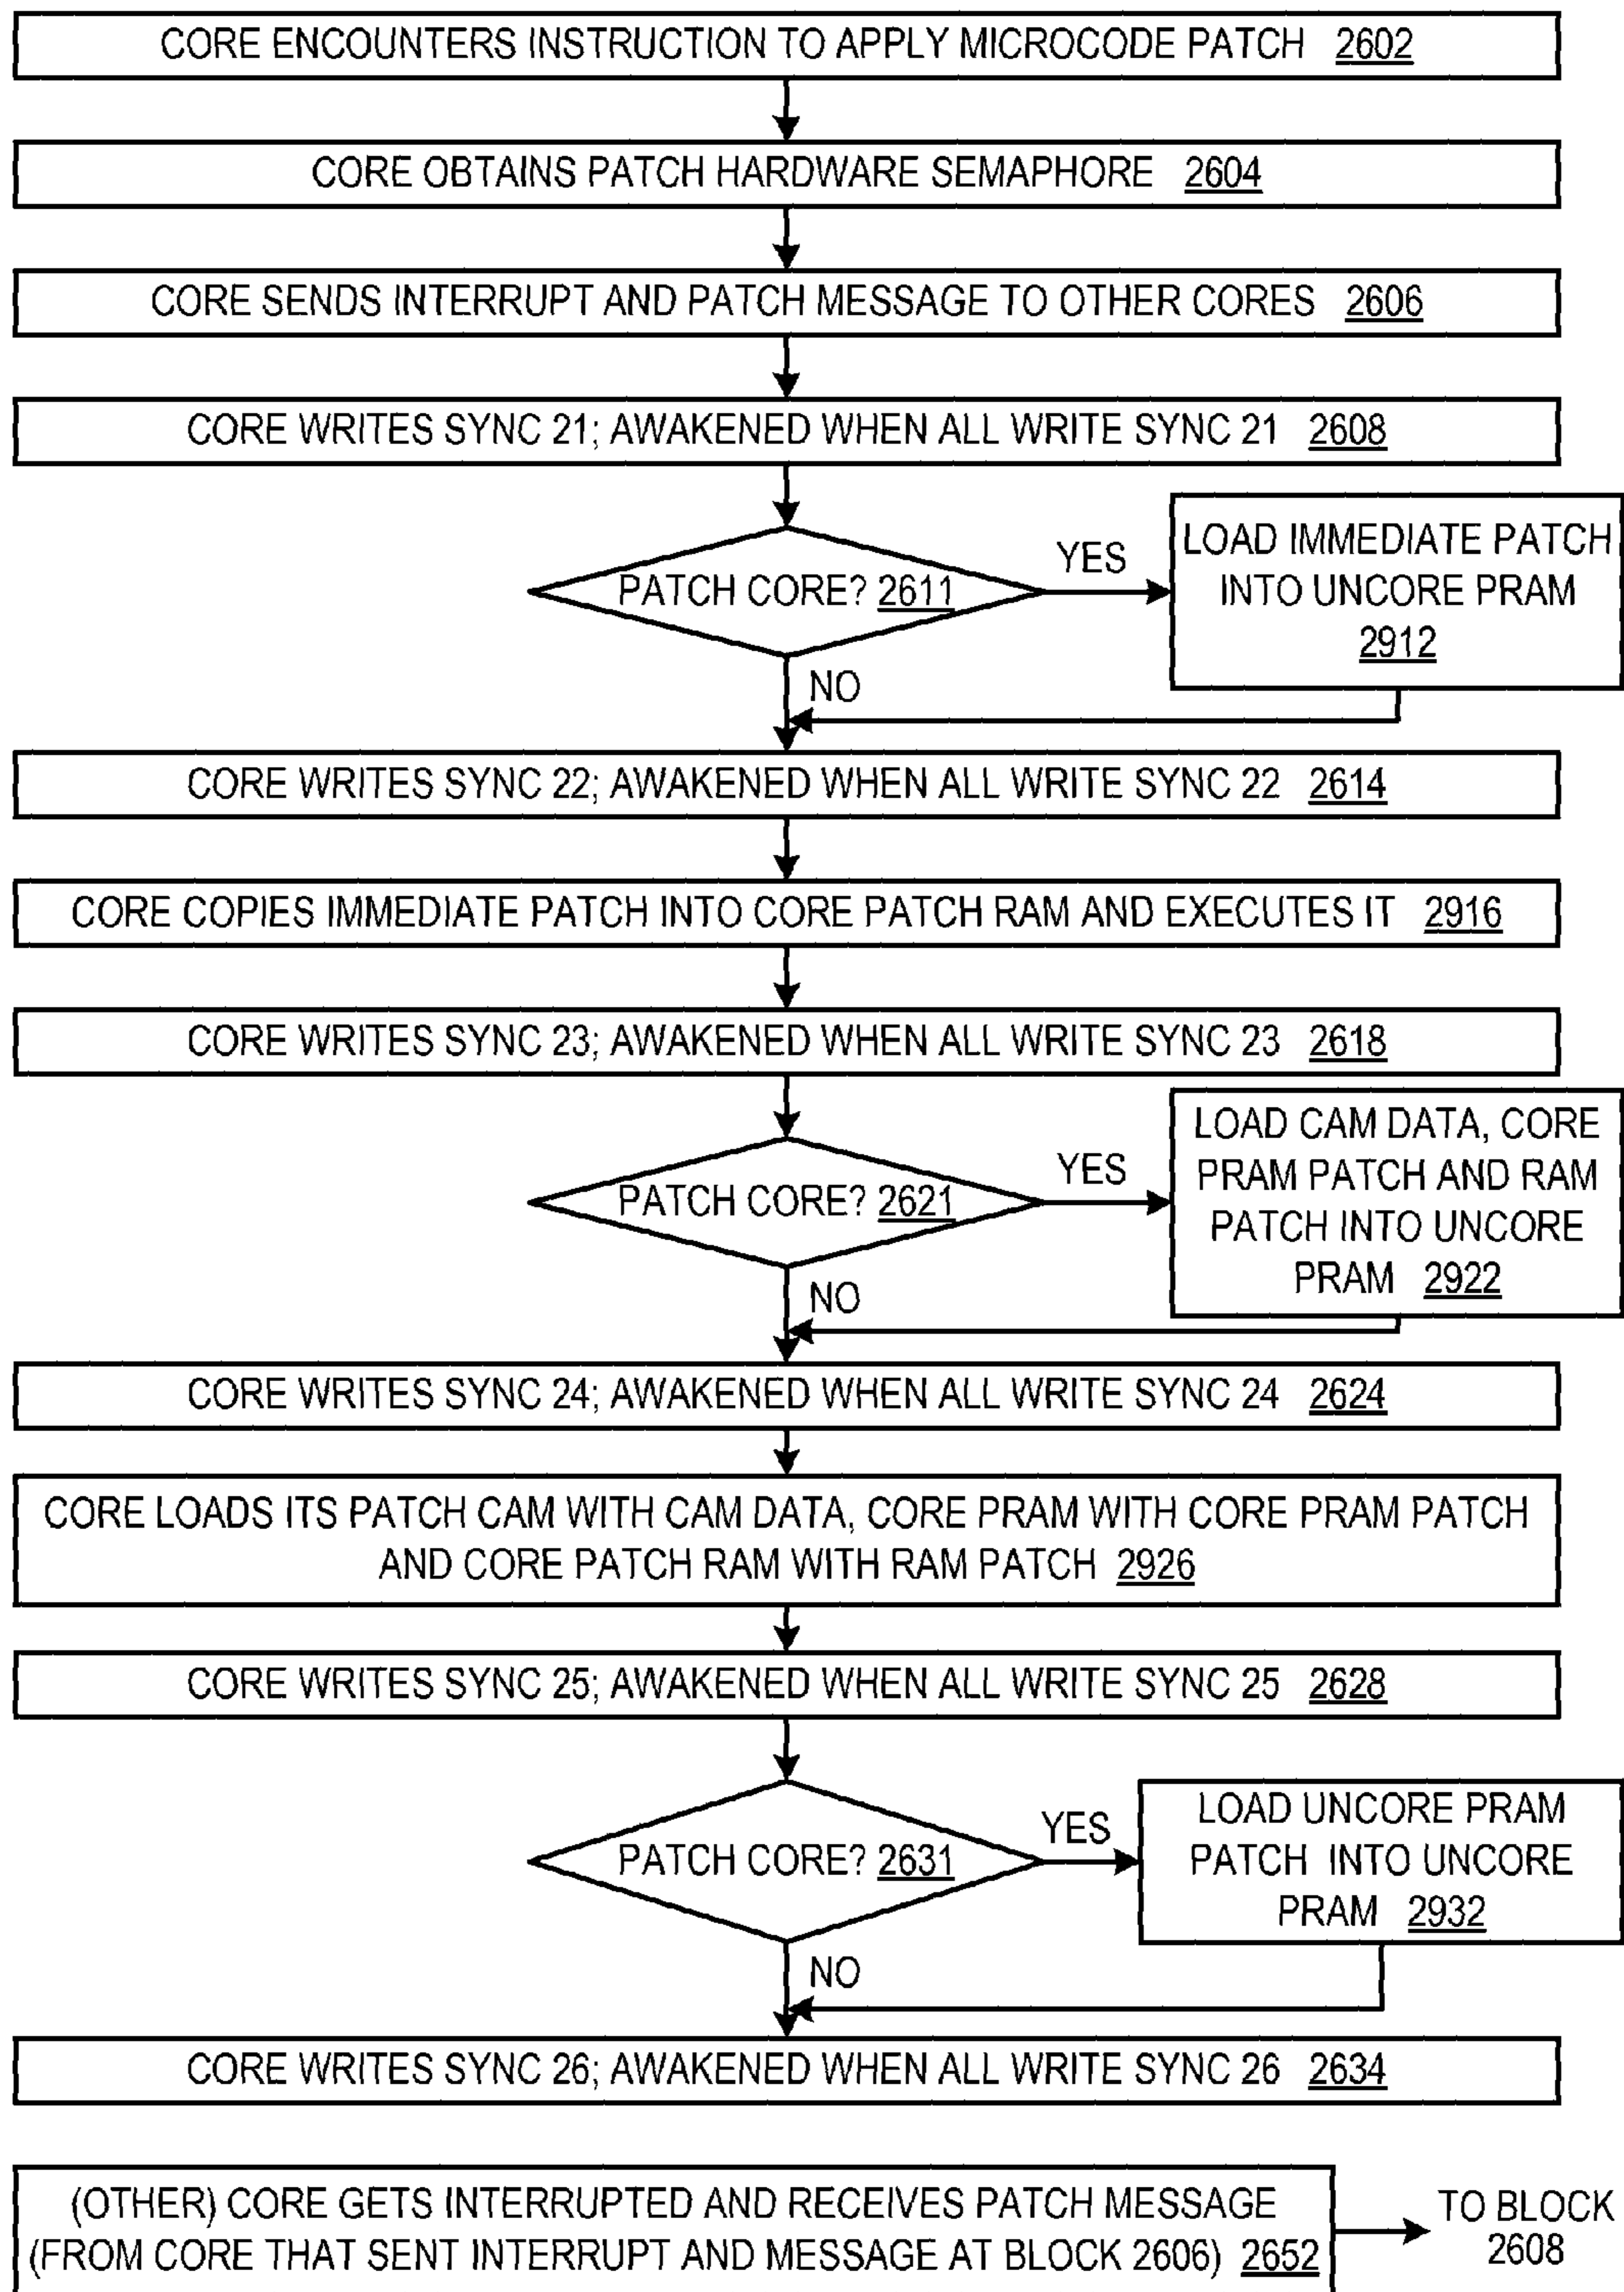 CORE ENCOUNTERS INSTRUCTION TO APPLY MICROCODE PATCH 2602
CORE OBTAINS PATCH HARDWARE SEMAPHORE 2604
CORE SENDS INTERRUPT AND PATCH MESSAGE TO OTHER CORES 2606
CORE WRITES SYNC 21; AWAKENED WHEN ALL WRITE SYNC 21 2608
PATCH CORE? 2611
YES
LOAD IMMEDIATE PATCH
INTO UNCORE PRAM
2912
NO
CORE WRITES SYNC 22; AWAKENED WHEN ALL WRITE SYNC 22 2614
CORE COPIES IMMEDIATE PATCH INTO CORE PATCH RAM AND EXECUTES IT 2916
CORE WRITES SYNC 23; AWAKENED WHEN ALL WRITE SYNC 23 2618
PATCH CORE? 2621
YES
LOAD CAM DATA, CORE
PRAM PATCH AND RAM
PATCH INTO UNCORE
PRAM 2922
NO
CORE WRITES SYNC 24; AWAKENED WHEN ALL WRITE SYNC 24 2624
CORE LOADS ITS PATCH CAM WITH CAM DATA, CORE PRAM WITH CORE PRAM PATCH
AND CORE PATCH RAM WITH RAM PATCH 2926
CORE WRITES SYNC 25; AWAKENED WHEN ALL WRITE SYNC 25 2628
PATCH CORE? 2631
YES
LOAD UNCORE PRAM
PATCH INTO UNCORE
PRAM 2932
NO
CORE WRITES SYNC 26; AWAKENED WHEN ALL WRITE SYNC 26 2634
(OTHER) CORE GETS INTERRUPTED AND RECEIVES PATCH MESSAGE
(FROM CORE THAT SENT INTERRUPT AND MESSAGE AT BLOCK 2606) 2652
TO BLOCK
2608